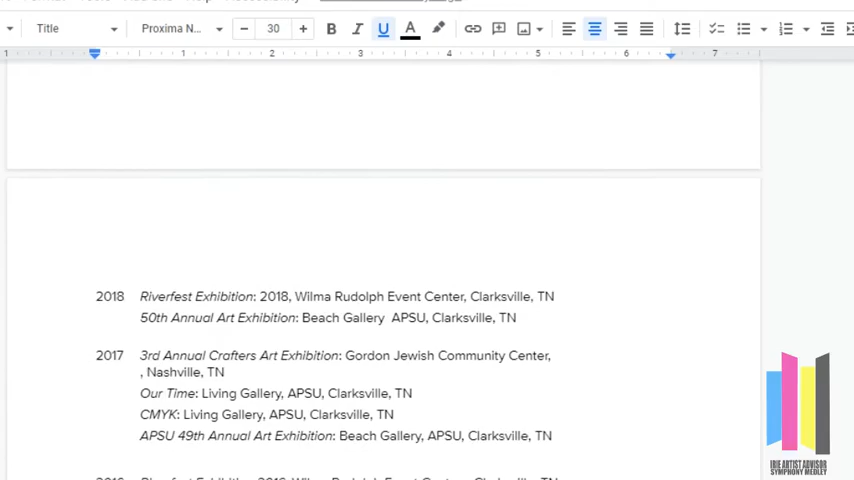 Title
Proxima N...
30
B
I
U
A
1
1
2
3
4
5
6
7
2018 Riverfest Exhibition: 2018, Wilma Rudolph Event Center, Clarksville, TN
50th Annual Art Exhibition: Beach Gallery APSU, Clarksville, TN
2017 3rd Annual Crafters Art Exhibition: Gordon Jewish Community Center,
, Nashville, TN
Our Time: Living Gallery, APSU, Clarksville, TN
CMYK: Living Gallery, APSU, Clarksville, TN
APSU 49th Annual Art Exhibition: Beach Gallery, APSU, Clarksville, TN
IRIE ARTIST ADVISOR
SYMPHONY MEDLEY